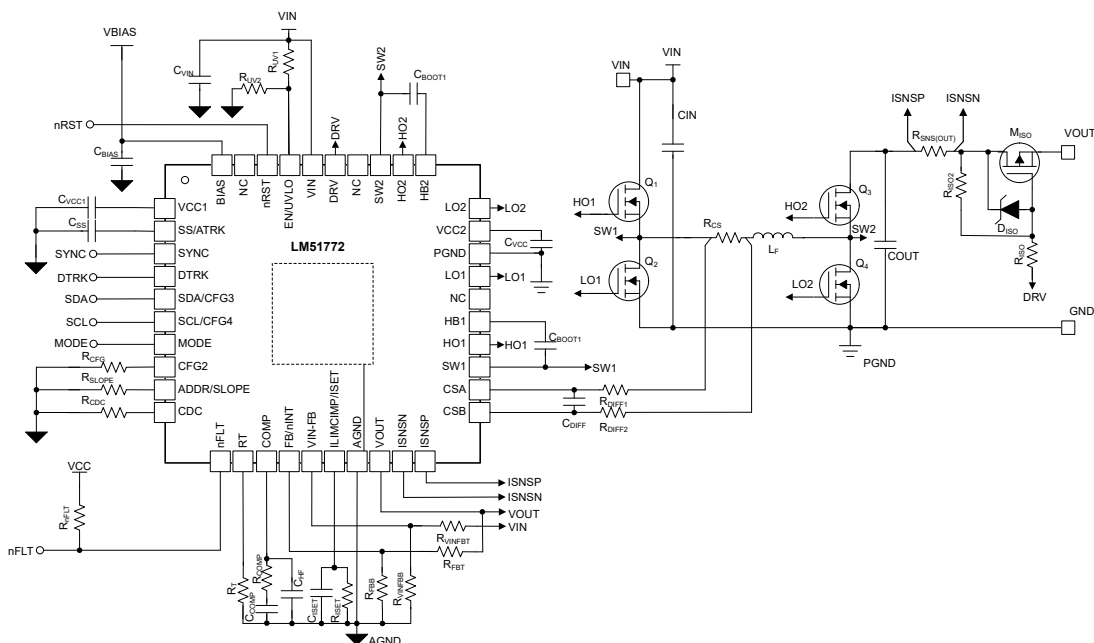 VIN
VBIAS
CVIN
RUV1
RUV2
SW2
CBOOT1
nRST
DRV
HO2
CBIAS
BIAS
NC
nRST
EN/UVLO
VIN
DRV
NC
SW2
HO2
HB2
CVCC1
CSS
SYNC
DTRK
SDA
SCL
MODE
RCFG
RSLOPE
RCDC
VCC1
SS/ATRK
SYNC
DTRK
SDA/CFG3
SCL/CFG4
MODE
CFG2
ADDR/SLOPE
CDC
LM51772
LO2
VCC2
PGND
LO1
NC
HB1
HO1
SW1
CSA
CSB
LO2
CVCC
LO1
HO1
CBOOT1
SW1
CDIFF
RDIFF1
RDIFF2
nFLT
RT
COMP
FB/nINT
VIN-FB
ILIMCIMP/ISET
AGND
VOUT
ISNSN
ISNSP
ISNSP
ISNSN
VOUT
VIN
RVINFBT
RFBT
VCC
RnFLT
nFLT
RT
RCOMP
CCOMP
CHF
CISET
RISET
RFBB
RVINFBB
AGND
VIN
VIN
CIN
Q1
HO1
SW1
Q2
LO1
RCS
LF
Q3
HO2
SW2
Q4
LO2
COUT
PGND
ISNSP
ISNSN
RSNS(OUT)
MISO
VOUT
RISO2
DISO
RISO
DRV
GND